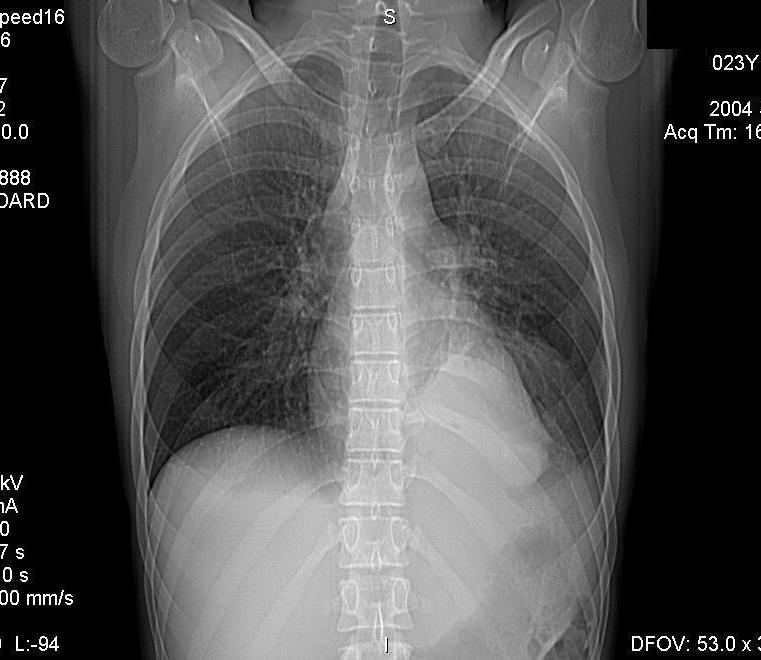 S
peed16
6
7
2
0.0
888
DARD
023Y
2004
Acq Tm: 16
kV
mA
0
7 s
0 s
00 mm/s
L:-94
I
DFOV: 53.0 x 3